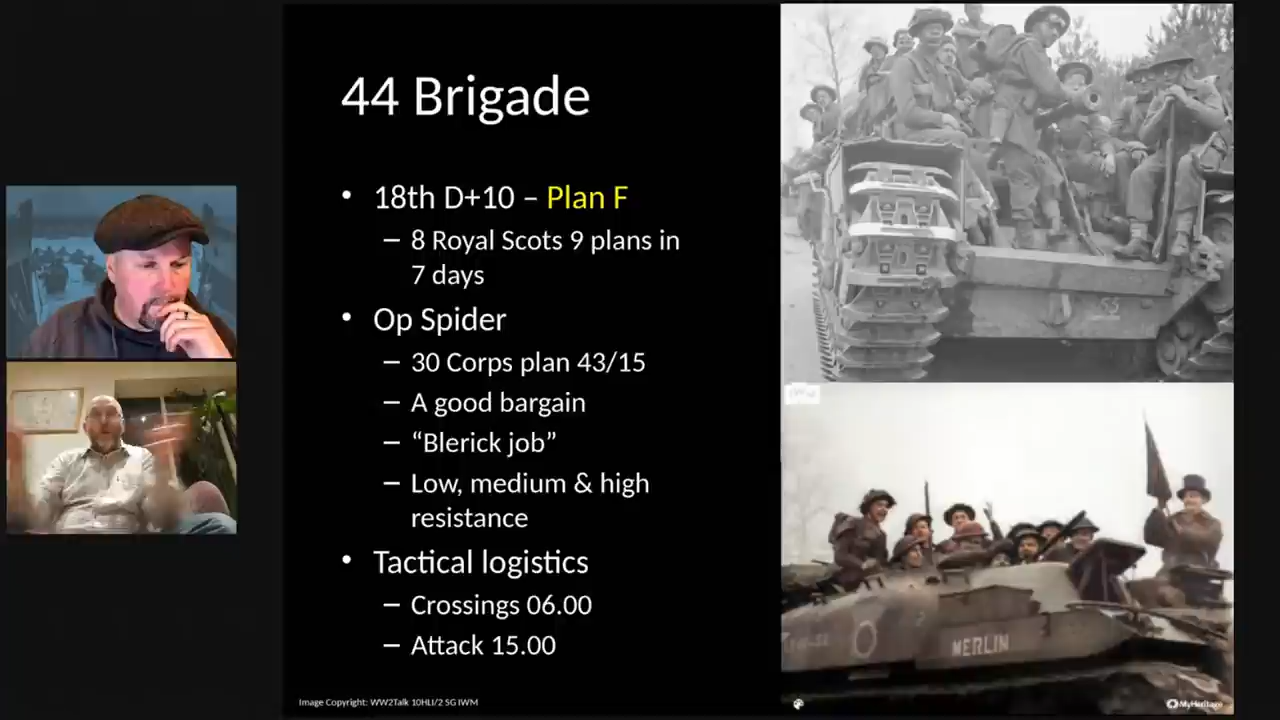 44 Brigade
• 18th D+10 – Plan F
– 8 Royal Scots 9 plans in
7 days
• Op Spider
– 30 Corps plan 43/15
– A good bargain
– “Blerick job”
– Low, medium & high
resistance
• Tactical logistics
– Crossings 06.00
– Attack 15.00
Image Copyright: WW2Talk 10HLI/2 SG IWM
53
MERLIN
MyHeritage